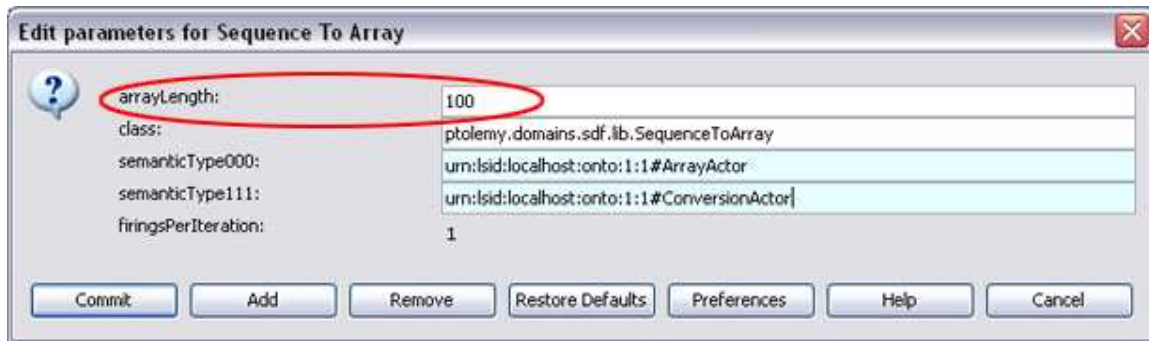 Edit parameters for Sequence To Array
arrayLength: 100
class: ptolemy.domains.sdf.lib.SequenceToArray
semanticType000: urn:lsid:localhost:onto:1:1#ArrayActor
semanticType111: urn:lsid:localhost:onto:1:1#ConversionActor
firingsPerIteration: 1
Commit Add Remove Restore Defaults Preferences Help Cancel